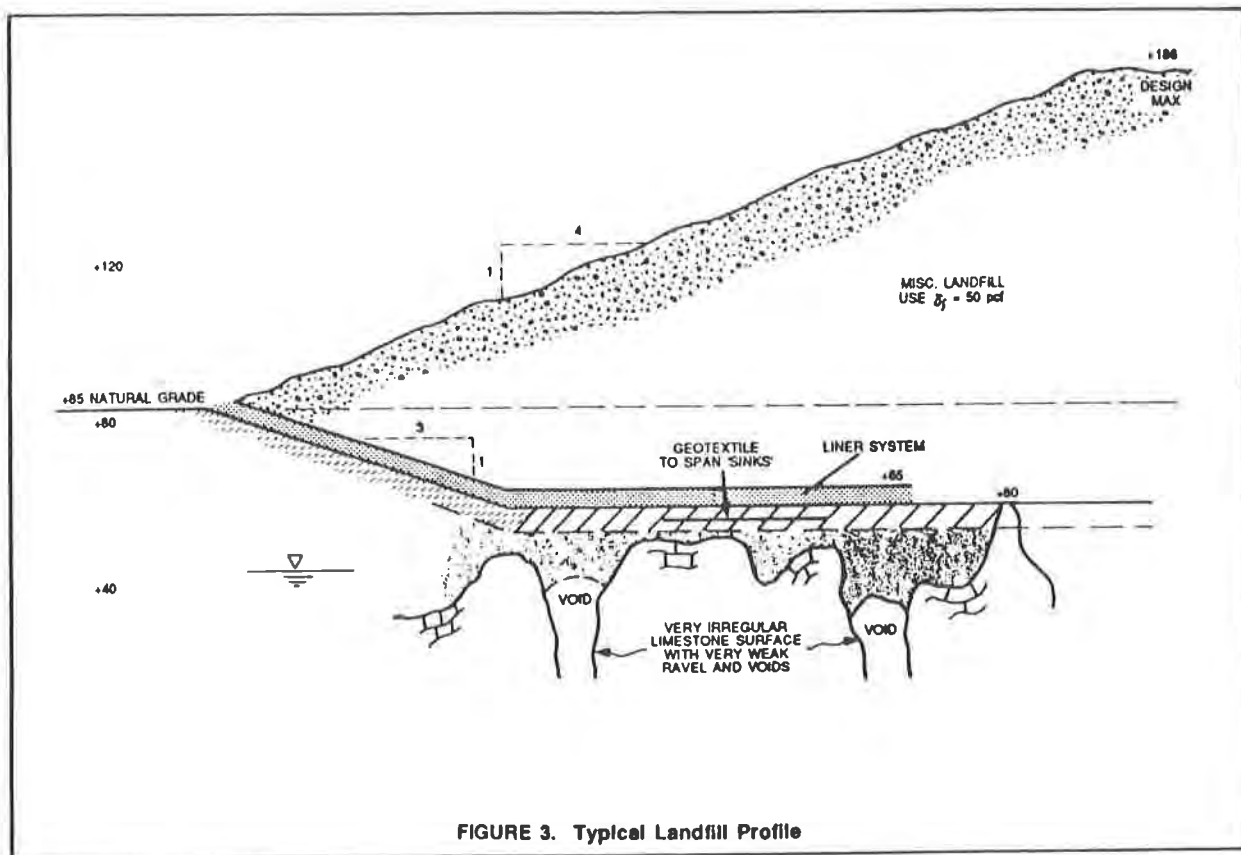 +186
DESIGN
MAX
4
1
+120
MISC. LANDFILL
USE γf = 50 pcf
+85 NATURAL GRADE
+80
3
1
GEOTEXTILE
TO SPAN 'SINKS'
LINER SYSTEM
+65
+60
+40
VOID
VOID
VERY IRREGULAR
LIMESTONE SURFACE
WITH VERY WEAK
RAVEL AND VOIDS
FIGURE 3. Typical Landfill Profile